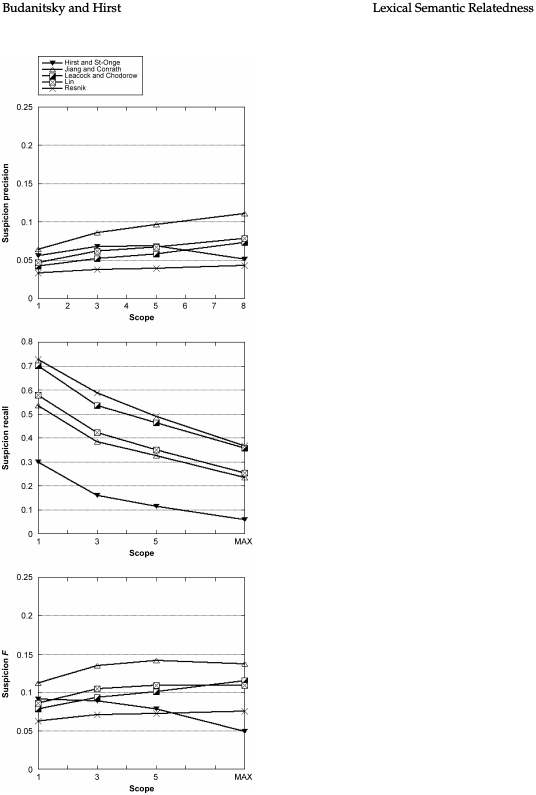 Budanitsky and Hirst Lexical Semantic Relatedness
Hirst and St-Onge
Jiang and Conrath
Leacock and Chodorow
Lin
Resnik
0.25
0.2
0.15
0.1
0.05
0
Suspicion precision
1 2 3 4 5 6 7 8
Scope
0.8
0.7
0.6
0.5
0.4
0.3
0.2
0.1
0
Suspicion recall
1 3 5 MAX
Scope
0.25
0.2
0.15
0.1
0.05
0
Suspicion F
1 3 5 MAX
Scope